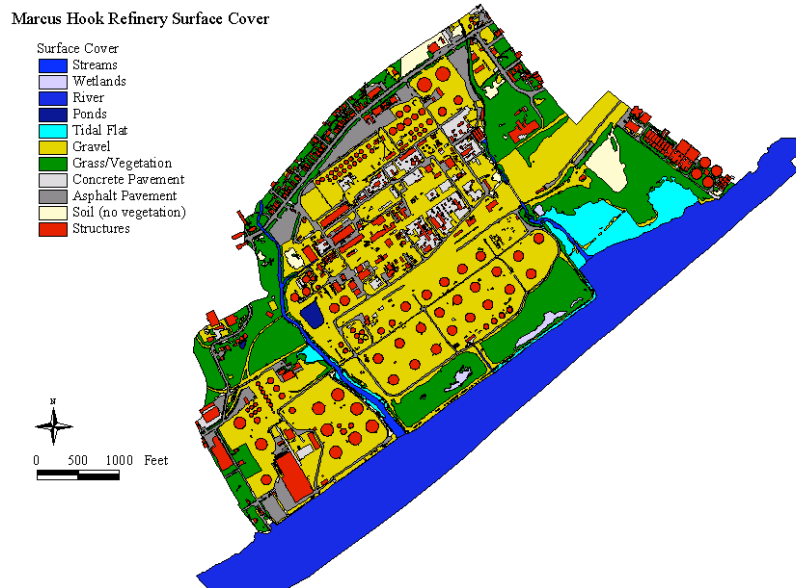 Marcus Hook Refinery Surface Cover
Surface Cover
Streams
Wetlands
River
Ponds
Tidal Flat
Gravel
Grass/Vegetation
Concrete Pavement
Asphalt Pavement
Soil (no vegetation)
Structures
N
0 500 1000 Feet